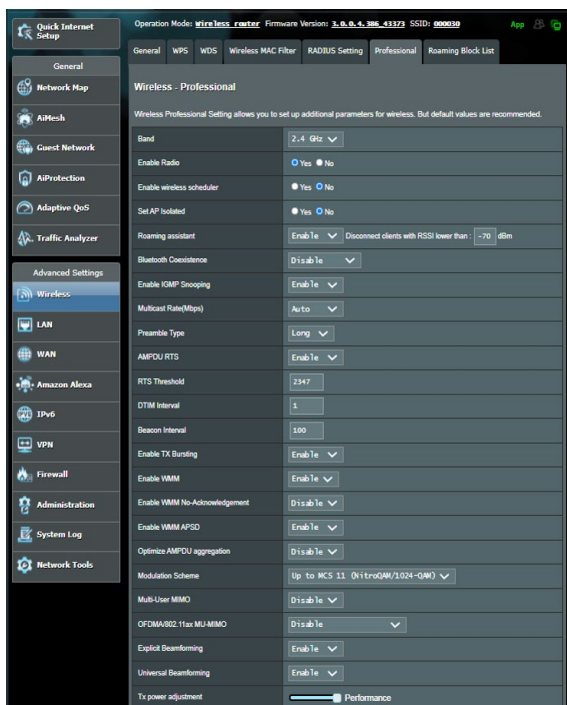 Quick Internet
Setup
General
Network Map
AiMesh
Guest Network
AiProtection
Adaptive QoS
Traffic Analyzer
Advanced Settings
Wireless
LAN
WAN
Amazon Alexa
IPv6
VPN
Firewall
Administration
System Log
Network Tools
Operation Mode: Wireless router Firmware Version: 3.0.0.4.386_43373 SSID: 000030 App
General WPS WDS Wireless MAC Filter RADIUS Setting Professional Roaming Block List
Wireless - Professional
Wireless Professional Setting allows you to set up additional parameters for wireless. But default values are recommended.
Band 2.4 GHz
Enable Radio Yes No
Enable wireless scheduler Yes No
Set AP Isolated Yes No
Roaming assistant Enable Disconnect clients with RSSI lower than : -70 dBm
Bluetooth Coexistence Disable
Enable IGMP Snooping Enable
Multicast Rate(Mbps) Auto
Preamble Type Long
AMPDU RTS Enable
RTS Threshold 2347
DTIM Interval 1
Beacon Interval 100
Enable TX Bursting Enable
Enable WMM Enable
Enable WMM No-Acknowledgement Disable
Enable WMM APSD Enable
Optimize AMPDU aggregation Disable
Modulation Scheme Up to MCS 11 (NitroQAM/1024-QAM)
Multi-User MIMO Disable
OFDMA/802.11ax MU-MIMO Disable
Explicit Beamforming Enable
Universal Beamforming Enable
Tx power adjustment Performance